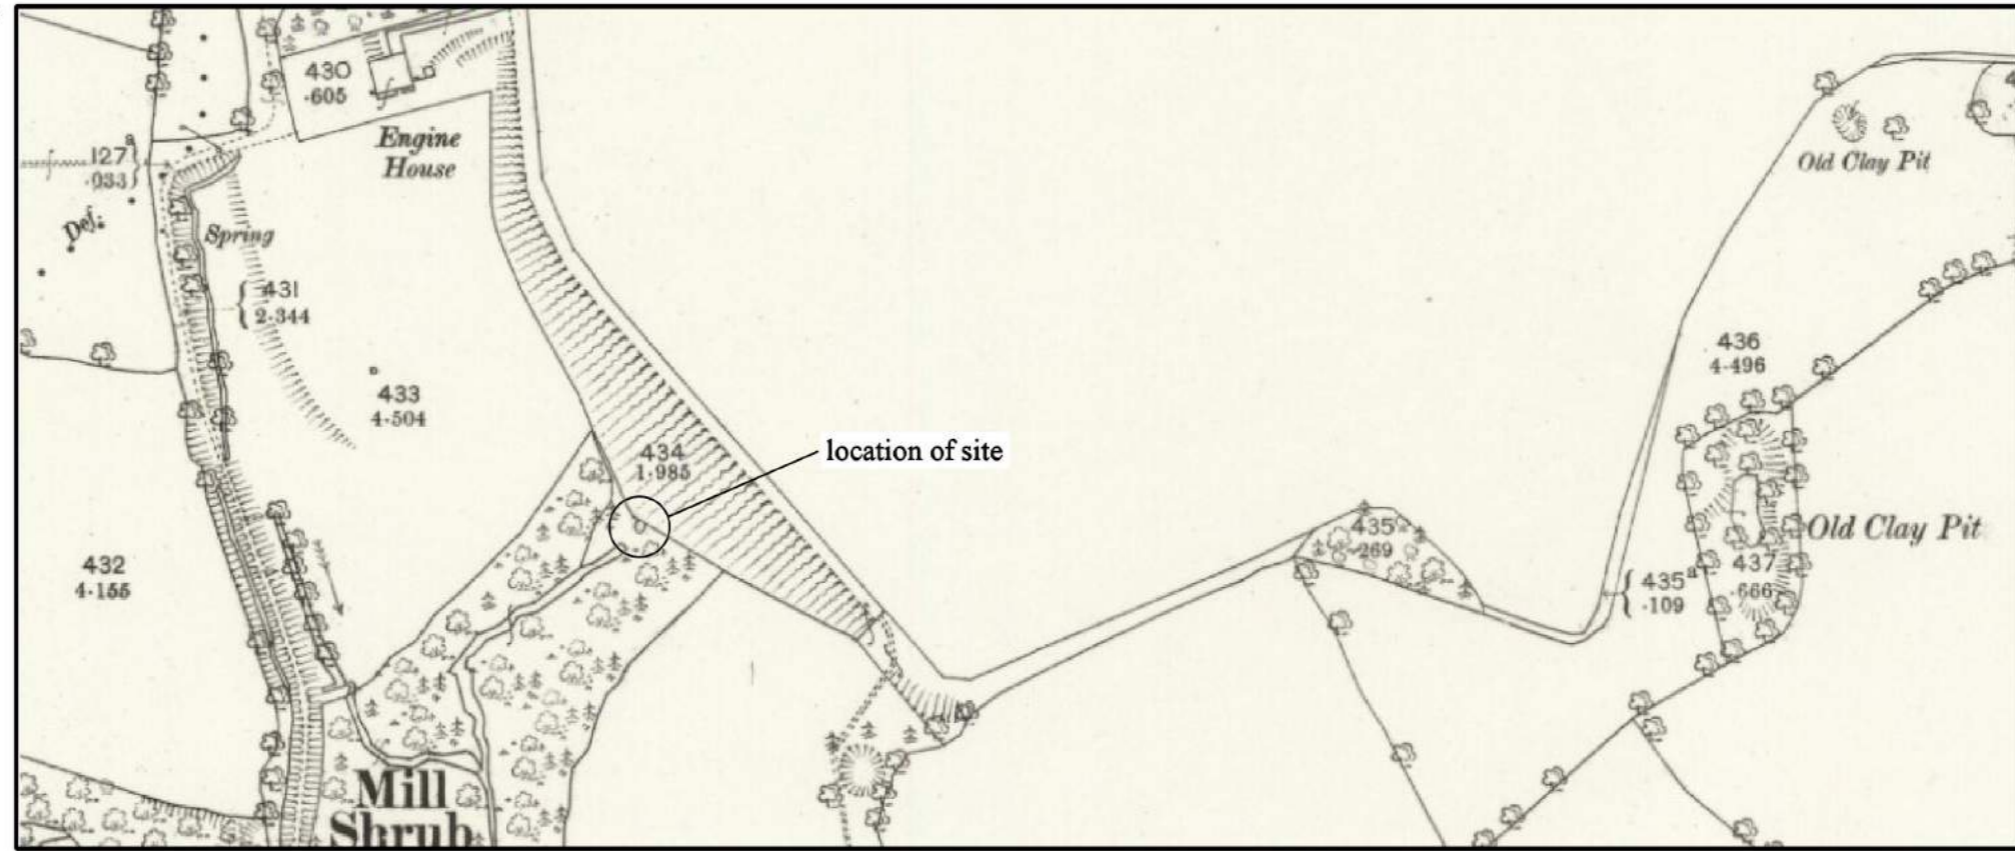 430
·605
Engine
House
127ª
·033
Def.
Spring
431
2·344
433
4·504
434
1·985
location of site
432
4·155
Mill
Shrub
435
·269
435ª
·109
436
4·496
Old Clay Pit
Old Clay Pit
437
·666